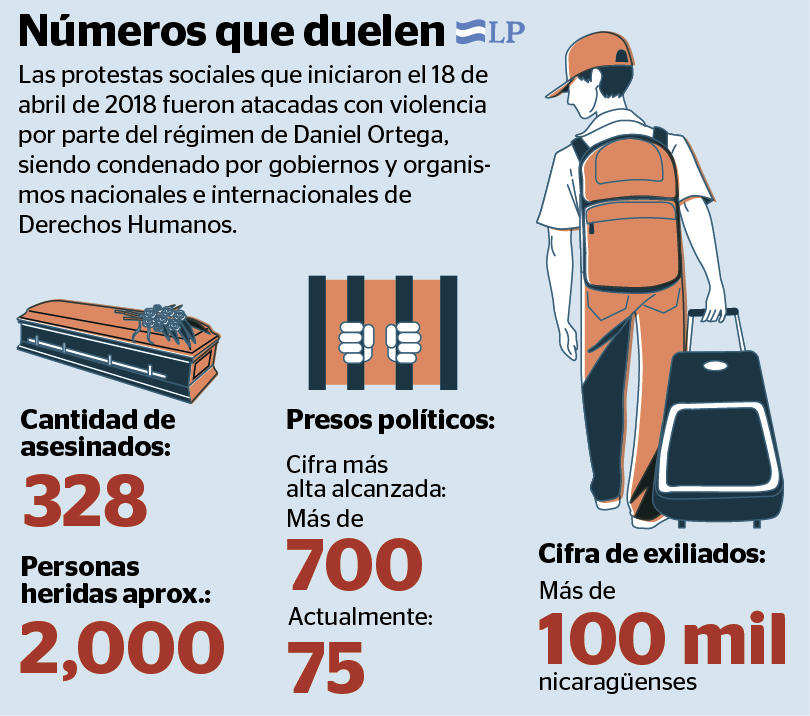 Números que duelen
LP
Las protestas sociales que iniciaron el 18 de
abril de 2018 fueron atacadas con violencia
por parte del régimen de Daniel Ortega,
siendo condenado por gobiernos y organis-
mos nacionales e internacionales de
Derechos Humanos.
Cantidad de
asesinados:
328
Personas
heridas aprox.:
2,000
Presos políticos:
Cifra más
alta alcanzada:
Más de
700
Actualmente:
75
Cifra de exiliados:
Más de
100 mil
nicaragüenses